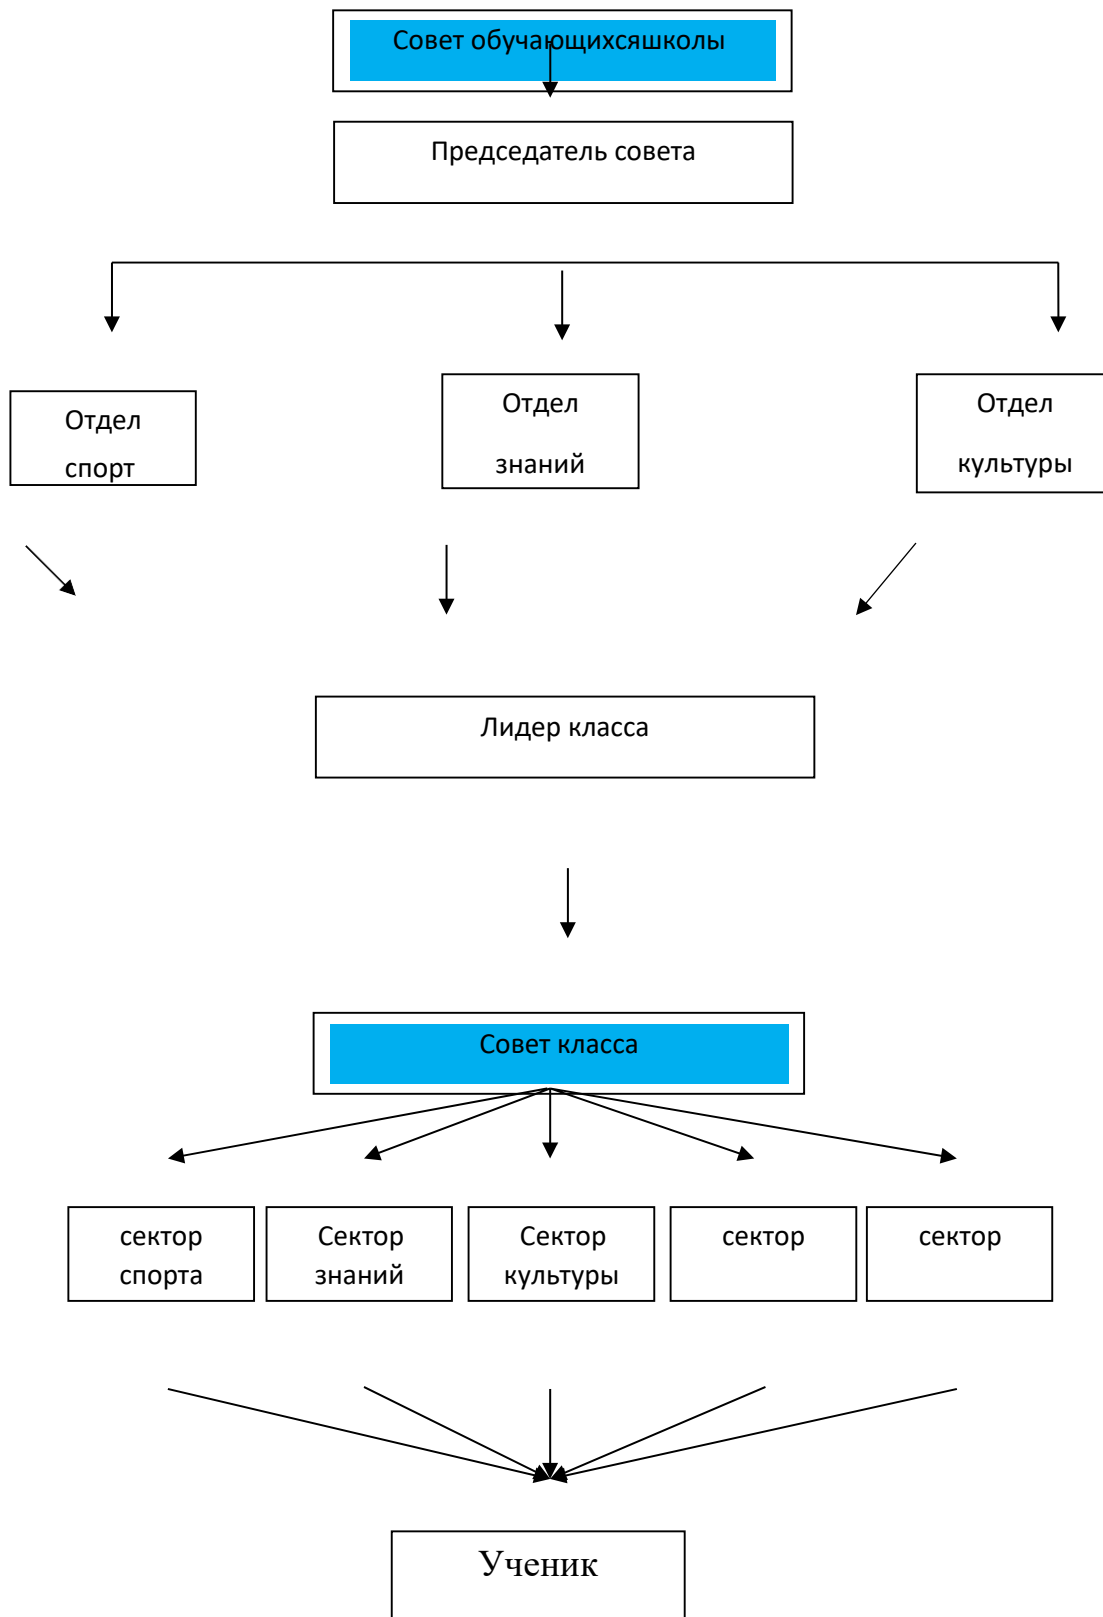 Совет обучающихсяшколы
Председатель совета
Отдел
спорт
Отдел
знаний
Отдел
культуры
Лидер класса
Совет класса
сектор
спорта
Сектор
знаний
Сектор
культуры
сектор
сектор
Ученик